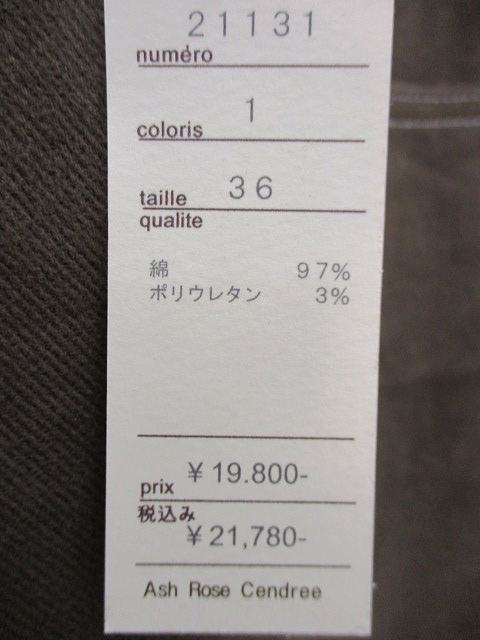 21131
numéro
1
coloris
36
taille
qualite
綿 97%
ポリウレタン 3%
¥19.800-
prix
税込み
¥21,780-
Ash Rose Cendree